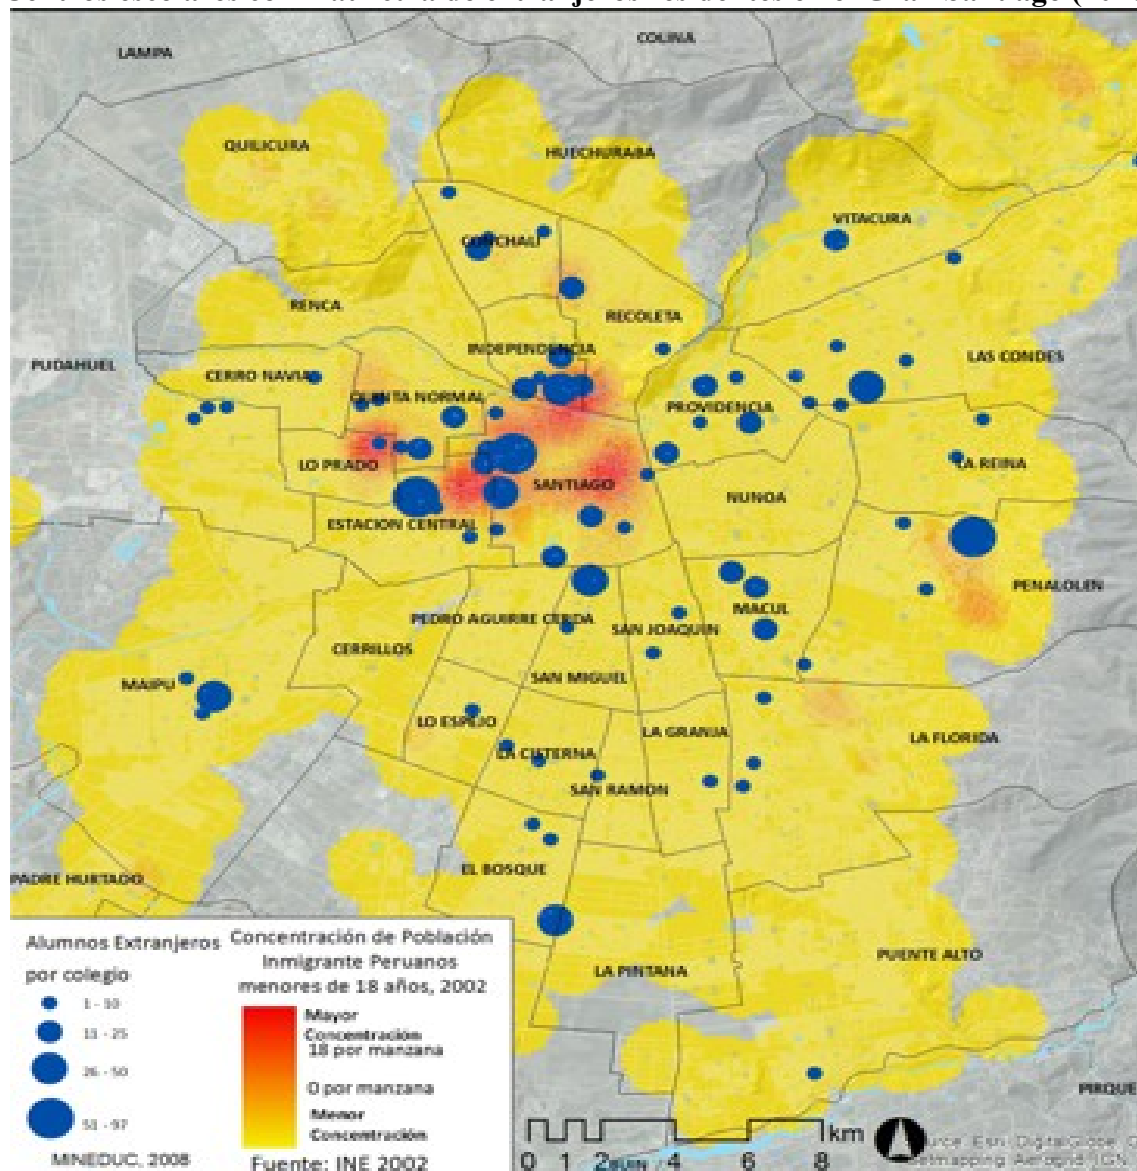 COLINA
LAMPA
QUILICURA
HUECHURABA
VITACURA
CONCHALI
RENCA
RECOLETA
INDEPENDENCIA
LAS CONDES
PUDAHUEL
CERRO NAVIA
QUINTA NORMAL
PROVIDENCIA
LO PRADO
LA REINA
SANTIAGO
NUNOA
ESTACION CENTRAL
PENALOLEN
PEDRO AGUIRRE CERDA
MACUL
SAN JOAQUIN
CERRILLOS
SAN MIGUEL
MAIPU
LO ESPEJO
LA GRANJA
LA FLORIDA
LA CISTERNA
SAN RAMON
EL BOSQUE
PADRE HURTADO
PUENTE ALTO
LA PINTANA
PIRQUE
BUIN
Alumnos Extranjeros
por colegio
1 - 10
11 - 25
26 - 50
51 - 97
MINEDUC, 2008
Concentración de Población
Inmigrante Peruanos
menores de 18 años, 2002
Mayor
Concentración
18 por manzana
0 por manzana
Menor
Concentración
Fuente: INE 2002
km
0 1 2 4 6 8